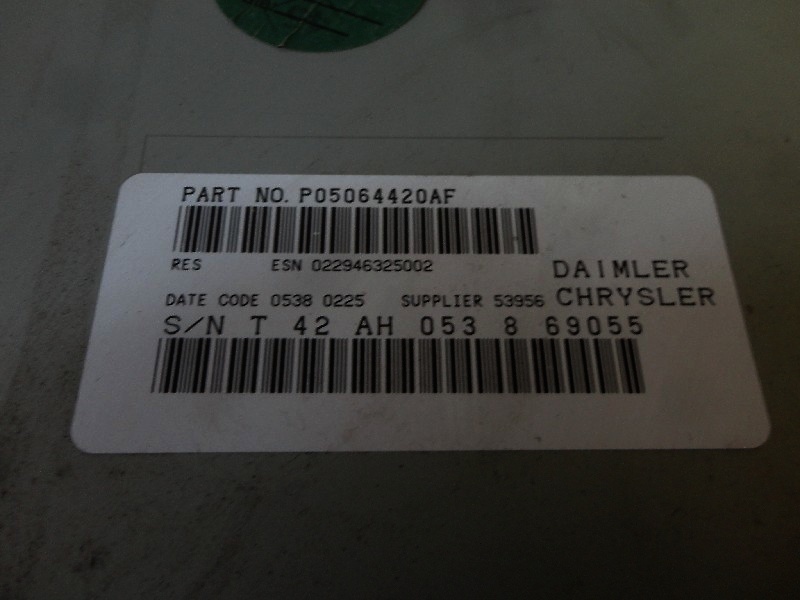 PART NO. P05064420AF
RES ESN 022946325002
DAIMLER
DATE CODE 0538 0225 SUPPLIER 53956 CHRYSLER
S/N T 42 AH 053 8 69055